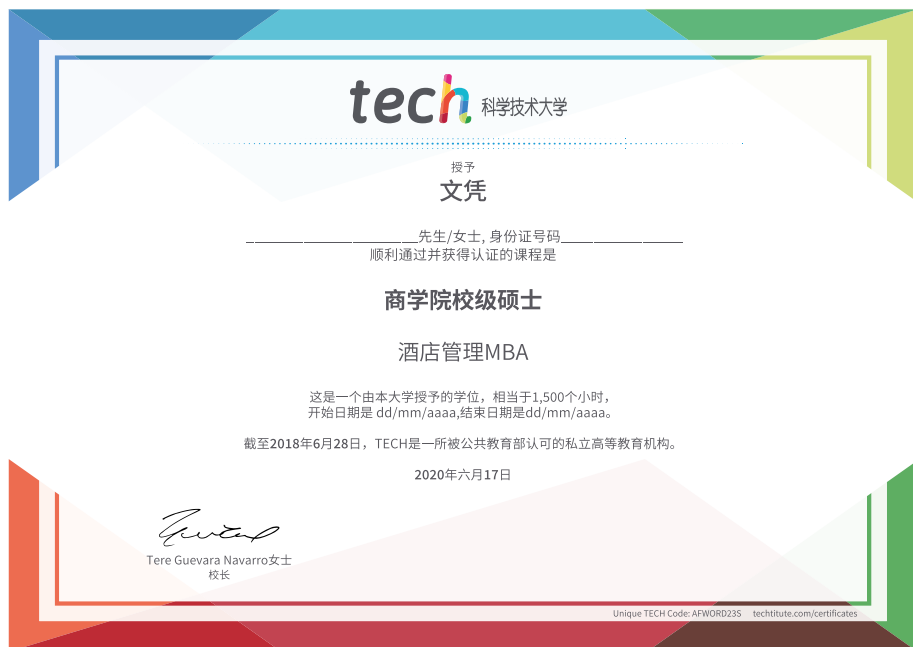 tech 科学技术大学
授予
文凭
______________________先生/女士, 身份证号码_______________
顺利通过并获得认证的课程是
商学院校级硕士
酒店管理MBA
这是一个由本大学授予的学位，相当于1,500个小时，
开始日期是 dd/mm/aaaa,结束日期是dd/mm/aaaa。
截至2018年6月28日，TECH是一所被公共教育部认可的私立高等教育机构。
2020年六月17日
Tere Guevara Navarro女士
校长
Unique TECH Code: AFWORD23S techtitute.com/certificates